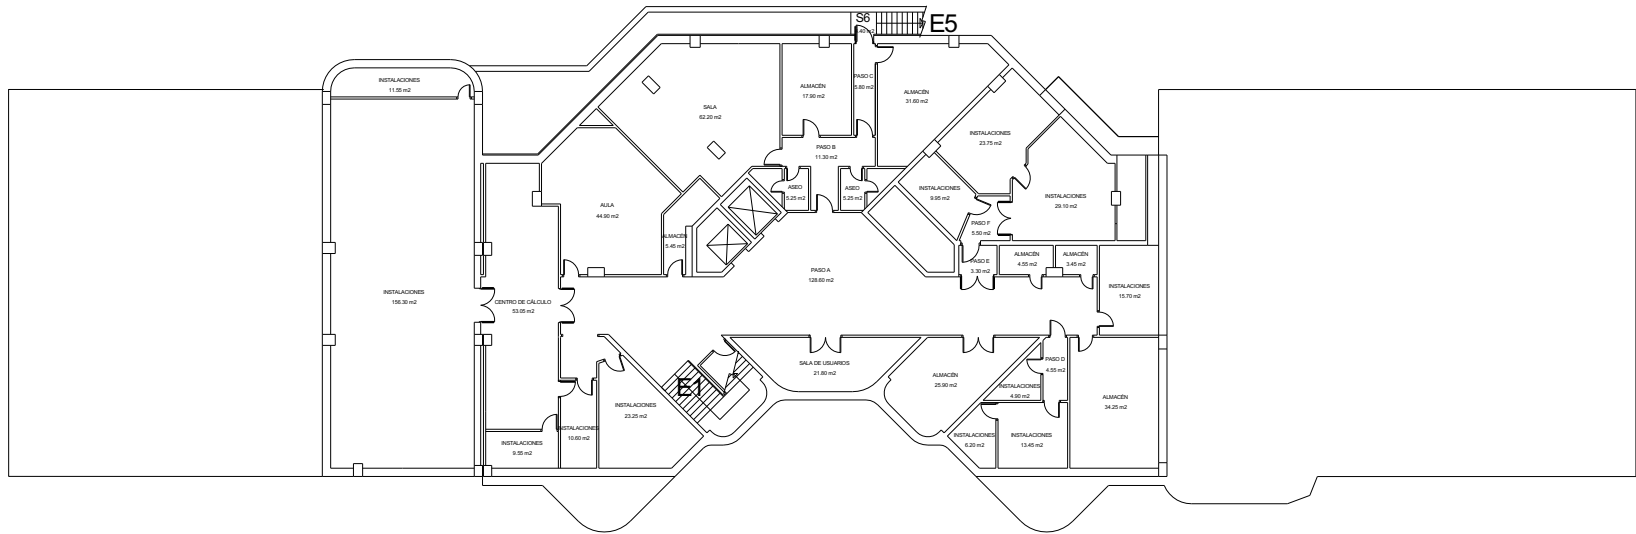 S6
5.40 m2
E5
INSTALACIONES
11.55 m2
SALA
62.20 m2
ALMACÉN
17.90 m2
PASO C
5.80 m2
ALMACÉN
31.60 m2
INSTALACIONES
23.75 m2
PASO B
11.30 m2
ASEO
5.25 m2
ASEO
5.25 m2
INSTALACIONES
9.95 m2
INSTALACIONES
29.10 m2
AULA
44.90 m2
PASO F
5.50 m2
ALMACÉN
5.45 m2
PASO A
128.60 m2
PASO E
3.30 m2
ALMACÉN
4.55 m2
ALMACÉN
3.45 m2
INSTALACIONES
156.30 m2
CENTRO DE CÁLCULO
53.05 m2
INSTALACIONES
15.70 m2
SALA DE USUARIOS
21.80 m2
ALMACÉN
25.90 m2
PASO D
4.55 m2
E1
INSTALACIONES
4.90 m2
ALMACÉN
34.25 m2
INSTALACIONES
23.25 m2
INSTALACIONES
10.60 m2
INSTALACIONES
9.55 m2
INSTALACIONES
6.20 m2
INSTALACIONES
13.45 m2